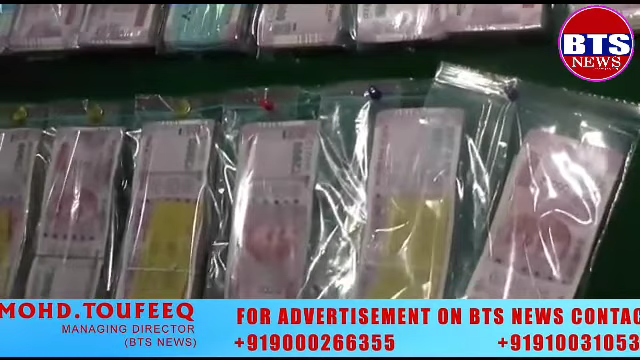 BTS
NEWS
MOHD.TOUFEEQ
MANAGING DIRECTOR
(BTS NEWS)
FOR ADVERTISEMENT ON BTS NEWS CONTAC
+919000266355
+91910031053